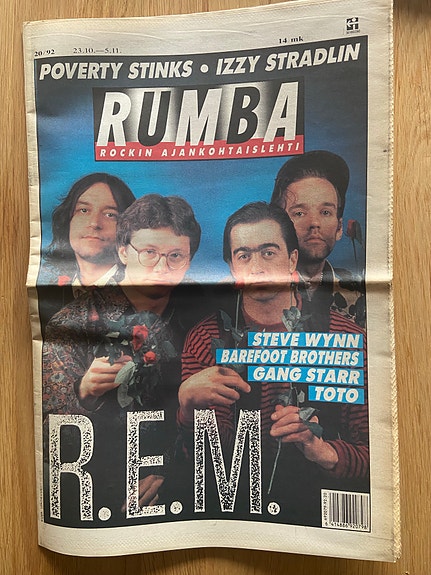 20/92 23.10.—5.11. 14 mk
POVERTY STINKS • IZZY STRADLIN
RUMBA
ROCKIN AJANKOHTAISLEHTI
STEVE WYNN
BAREFOOT BROTHERS
GANG STARR
TOTO
R.E.M.